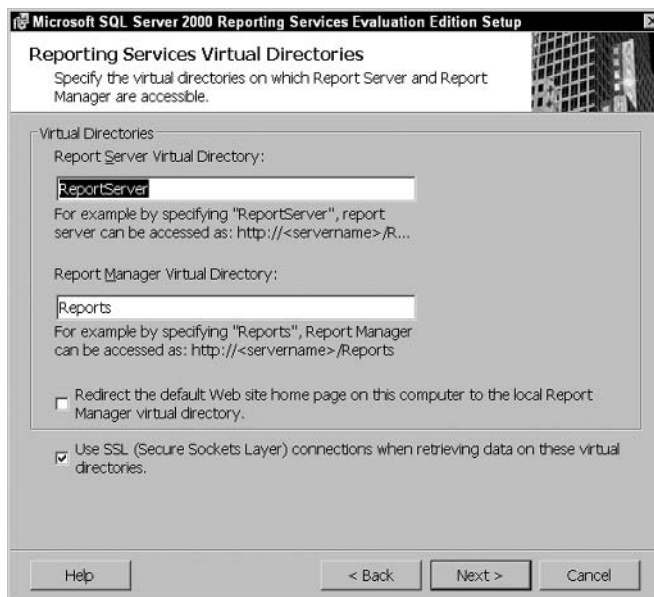 Microsoft SQL Server 2000 Reporting Services Evaluation Edition Setup
Reporting Services Virtual Directories
Specify the virtual directories on which Report Server and Report
Manager are accessible.
Virtual Directories
Report Server Virtual Directory:
ReportServer
For example by specifying "ReportServer", report
server can be accessed as: http://<servername>/R...
Report Manager Virtual Directory:
Reports
For example by specifying "Reports", Report Manager
can be accessed as: http://<servername>/Reports
Redirect the default Web site home page on this computer to the local Report
Manager virtual directory.
Use SSL (Secure Sockets Layer) connections when retrieving data on these virtual
directories.
Help
< Back
Next >
Cancel